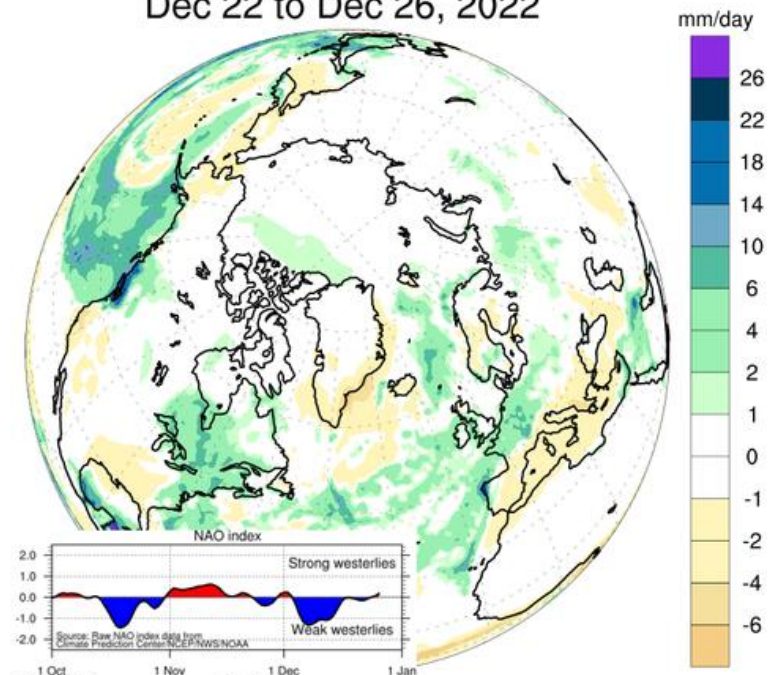 Dec 22 to Dec 26, 2022
mm/day
26
22
18
14
10
6
4
2
1
0
-1
-2
-4
-6
NAO index
2.0
1.0
0.0
-1.0
-2.0
Strong westerlies
Weak westerlies
Source: Raw NAO index data from
Climate Prediction Center/NCEP/NWS/NOAA
1 Oct 1 Nov 1 Dec 1 Jan